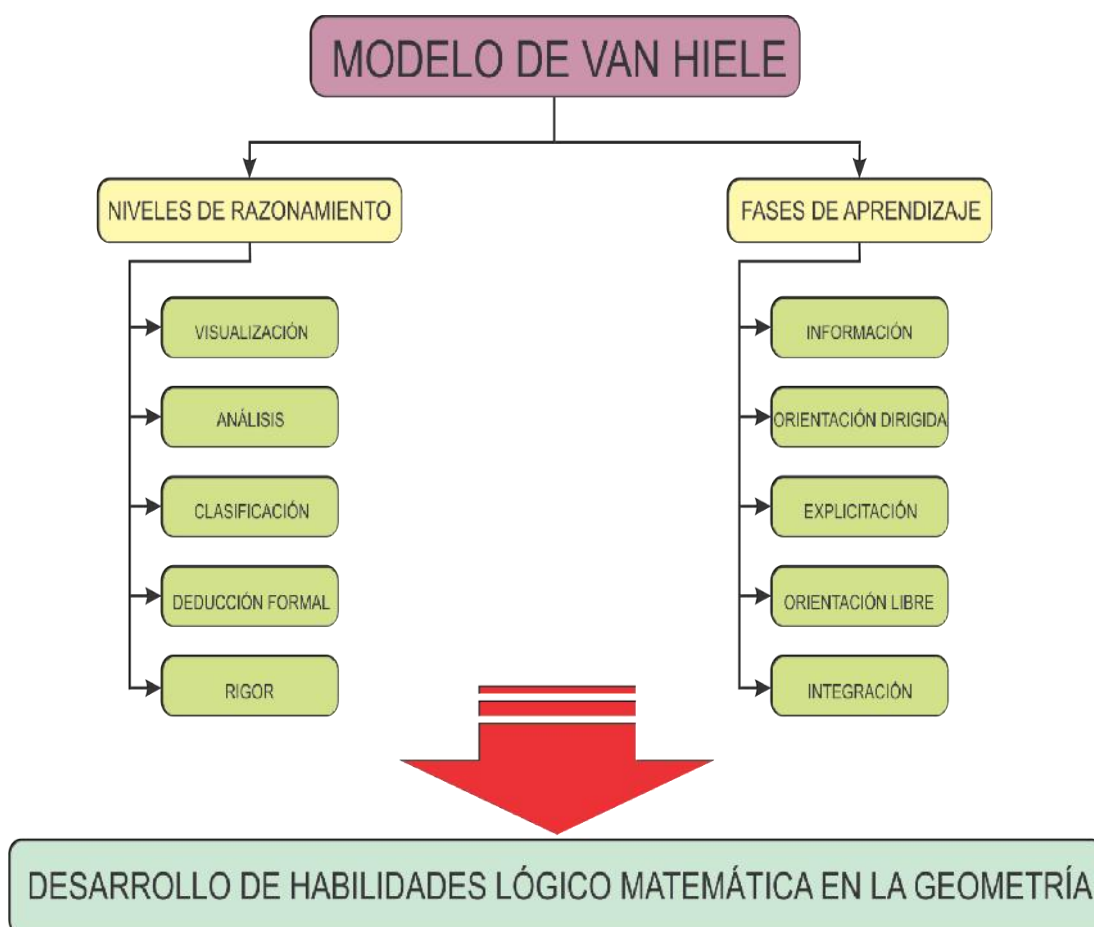 MODELO DE VAN HIELE
NIVELES DE RAZONAMIENTO
VISUALIZACIÓN
ANÁLISIS
CLASIFICACIÓN
DEDUCCIÓN FORMAL
RIGOR
FASES DE APRENDIZAJE
INFORMACIÓN
ORIENTACIÓN DIRIGIDA
EXPLICITACIÓN
ORIENTACIÓN LIBRE
INTEGRACIÓN
DESARROLLO DE HABILIDADES LÓGICO MATEMÁTICA EN LA GEOMETRÍA